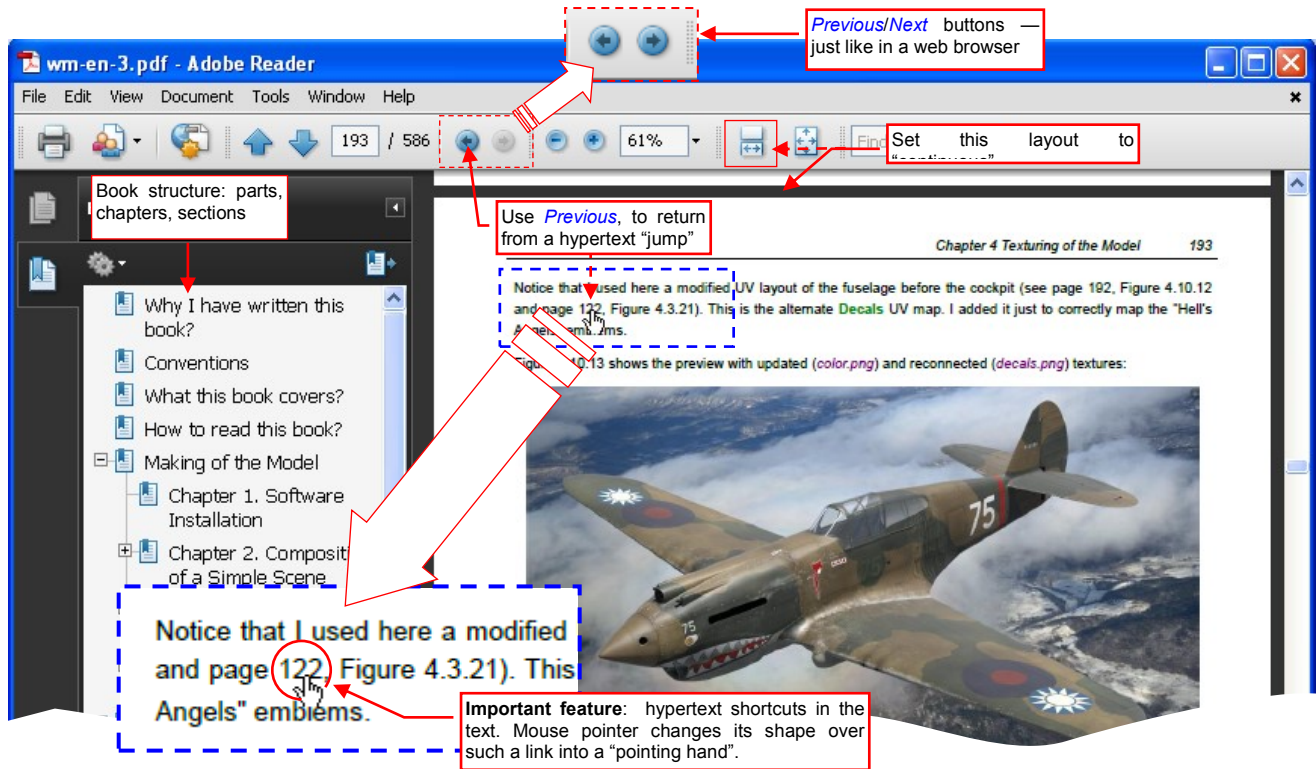 Previous/Next buttons —
just like in a web browser
wm-en-3.pdf - Adobe Reader
File Edit View Document Tools Window Help
193 / 586
61%
Find
Set this layout to
"continuous"
Book structure: parts,
chapters, sections
Use Previous, to return
from a hypertext "jump"
Why I have written this
book?
Conventions
What this book covers?
How to read this book?
Making of the Model
Chapter 1. Software
Installation
Chapter 2. Compositi
of a Simple Scene
Chapter 4 Texturing of the Model 193
Notice that I used here a modified UV layout of the fuselage before the cockpit (see page 192, Figure 4.10.12
and page 122, Figure 4.3.21). This is the alternate Decals UV map. I added it just to correctly map the "Hell's
Angels" emblems.
10.13 shows the preview with updated (color.png) and reconnected (decals.png) textures:
75
75
Notice that I used here a modified
and page 122, Figure 4.3.21). This
Angels" emblems.
Important feature: hypertext shortcuts in the
text. Mouse pointer changes its shape over
such a link into a "pointing hand".